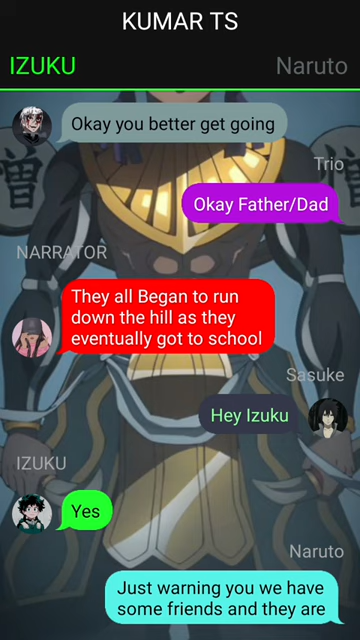 KUMAR TS
IZUKU
Naruto
Okay you better get going
Trio
Okay Father/Dad
NARRATOR
They all Began to run
down the hill as they
eventually got to school
Sasuke
Hey Izuku
IZUKU
Yes
Naruto
Just warning you we have
some friends and they are